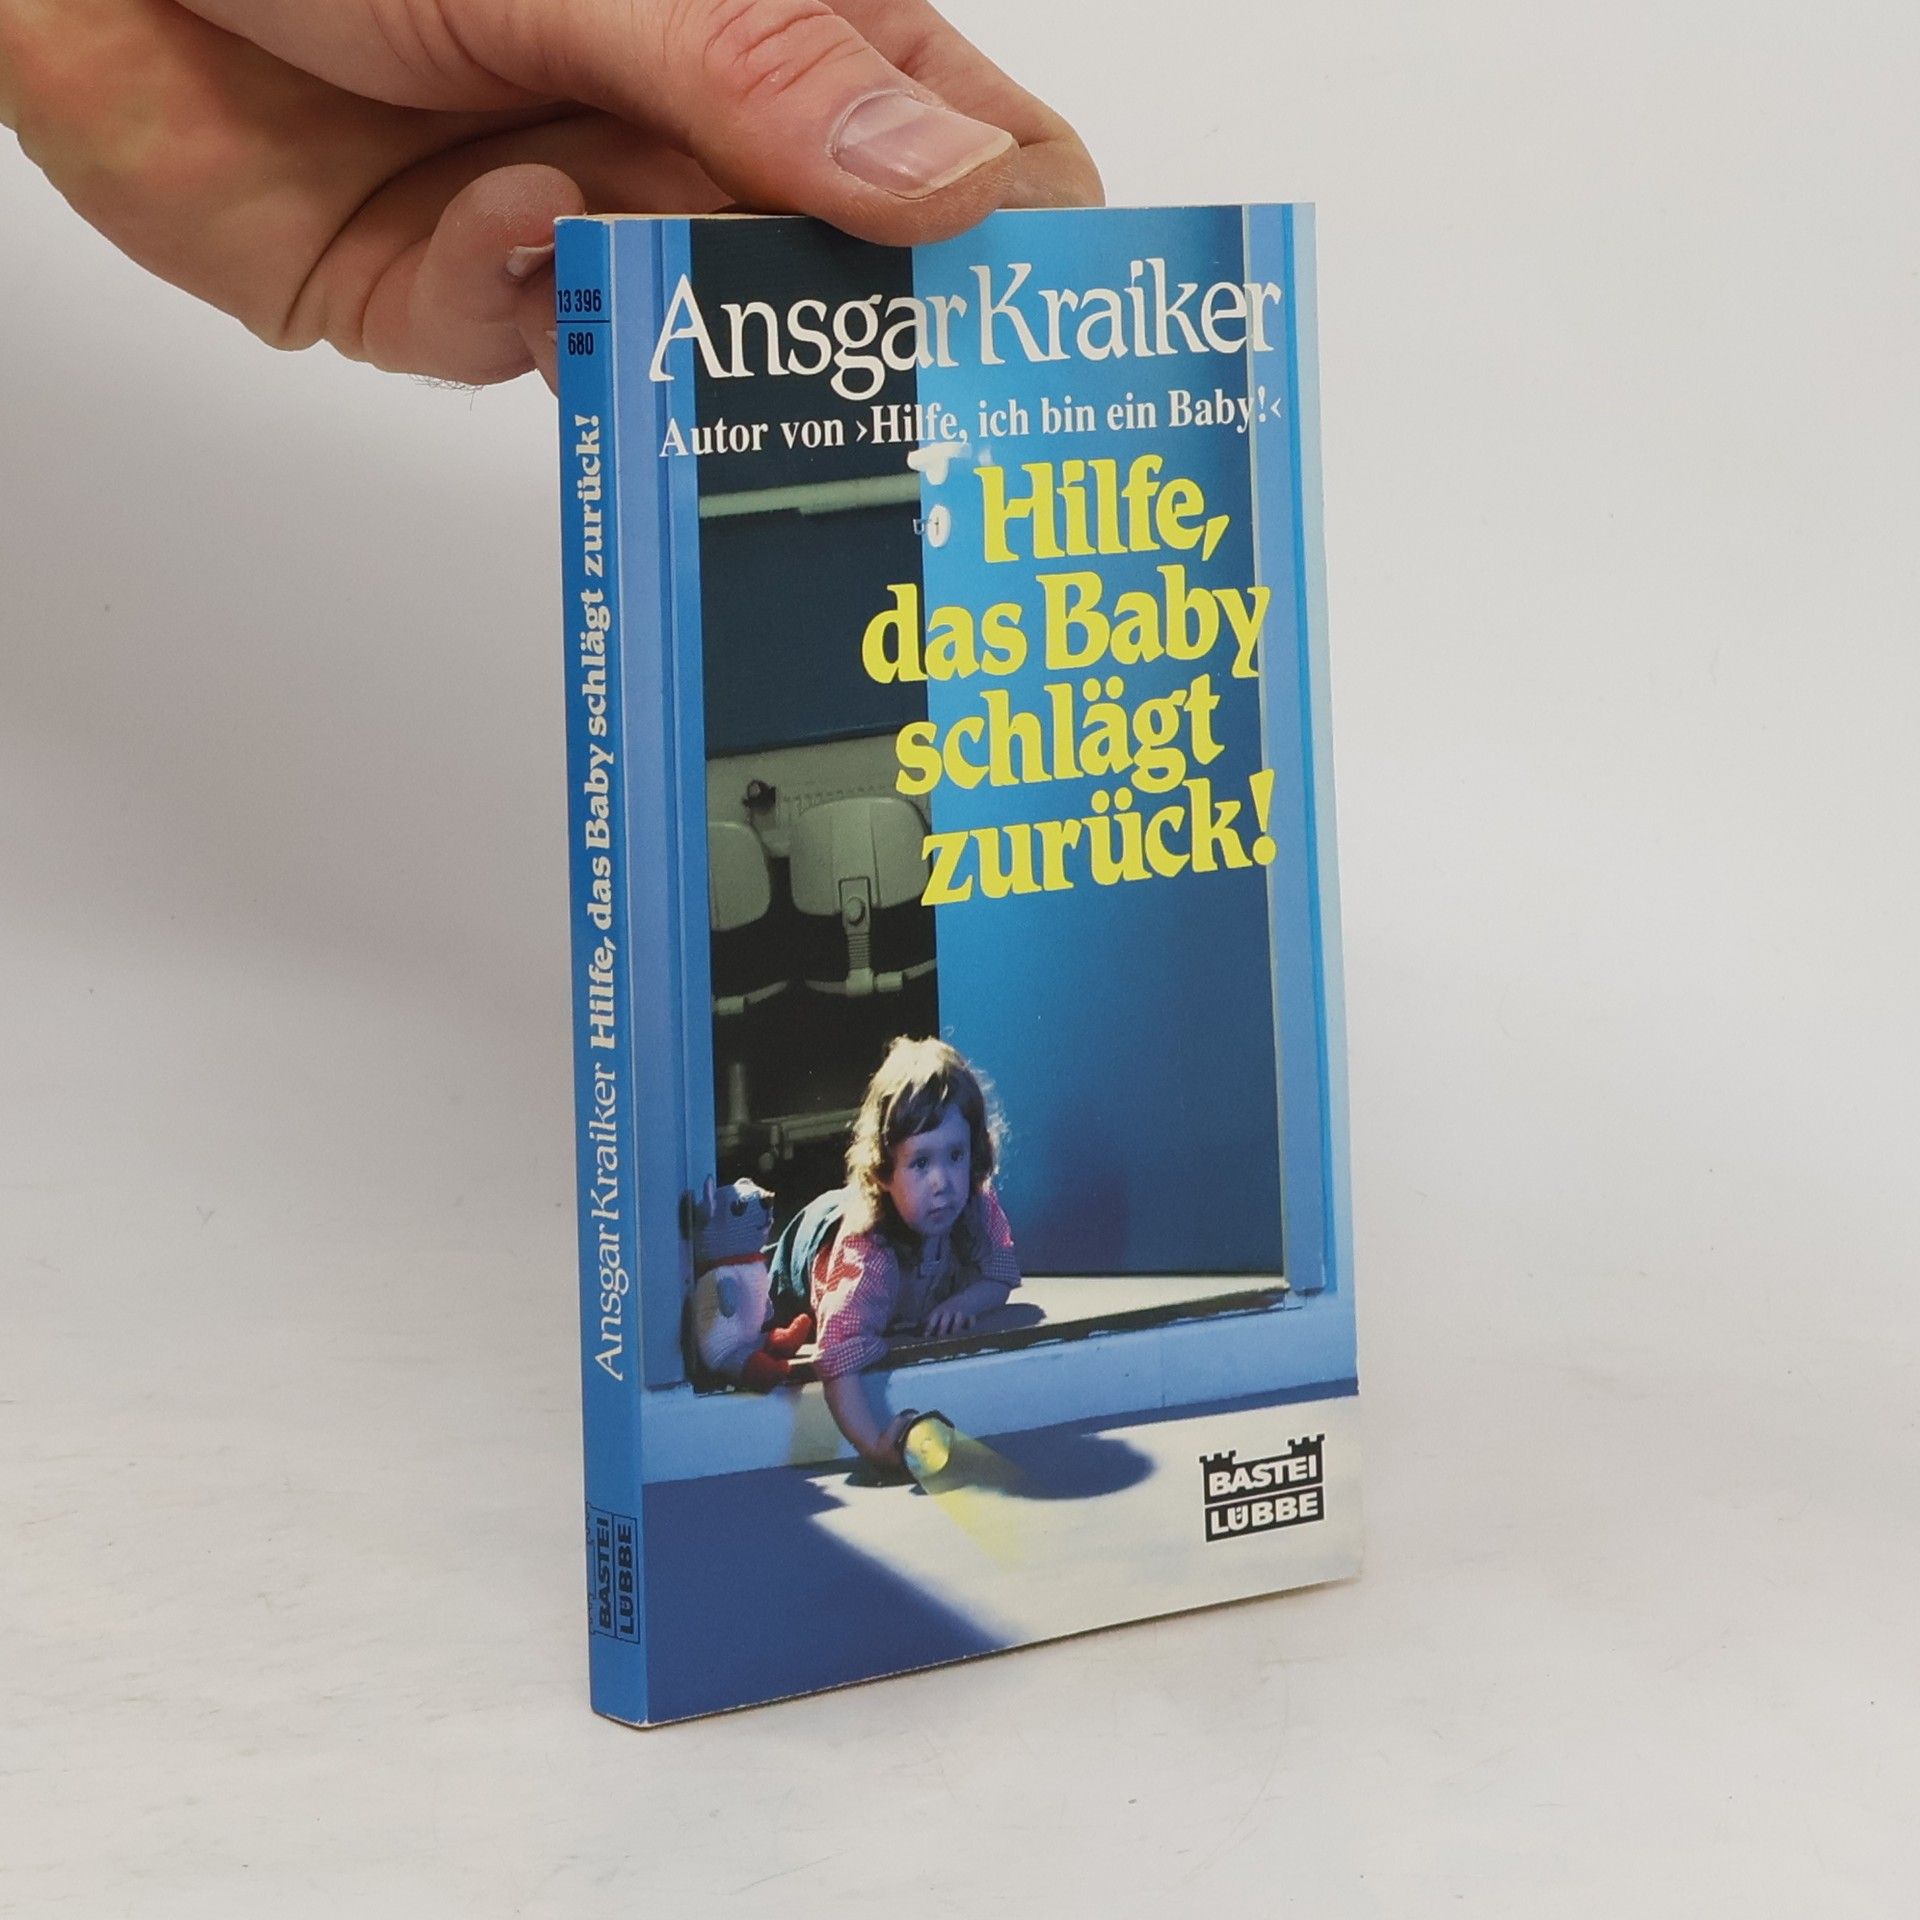 Ansgar Kraiker
Autor von ›Hilfe, ich bin ein Baby!‹
Hilfe,
das Baby
schlägt
zurück!
BASTEI
LÜBBE
13 396
680
Ansgar Kraiker Hilfe, das Baby schlägt zurück!
BASTEI
LÜBBE